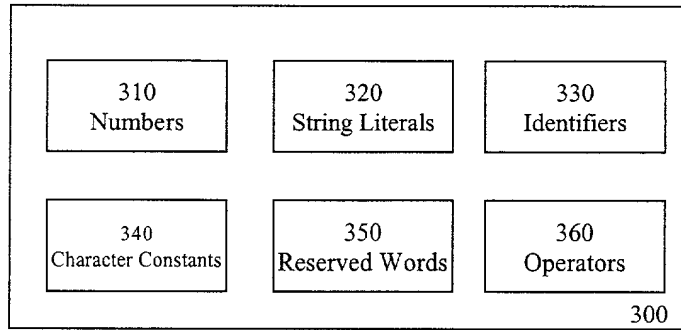 310
Numbers
320
String Literals
330
Identifiers
340
Character Constants
350
Reserved Words
360
Operators
300